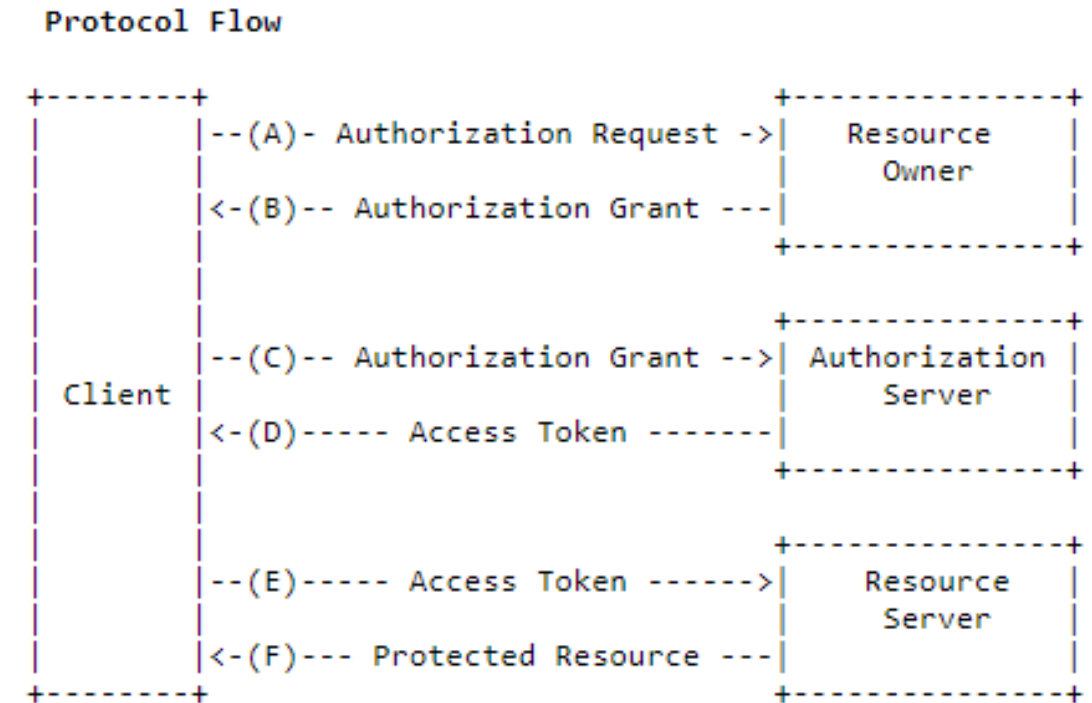 Protocol Flow
+--------+                               +---------------+
|        |--(A)- Authorization Request ->|   Resource    |
|        |                               |     Owner     |
|        |<-(B)-- Authorization Grant ---|               |
|        |                               +---------------+
|        |
|        |                               +---------------+
|        |--(C)-- Authorization Grant -->| Authorization |
| Client |                               |     Server    |
|        |<-(D)----- Access Token -------|               |
|        |                               +---------------+
|        |
|        |                               +---------------+
|        |--(E)----- Access Token ------>|    Resource   |
|        |                               |     Server    |
|        |<-(F)--- Protected Resource ---|               |
+--------+                               +---------------+